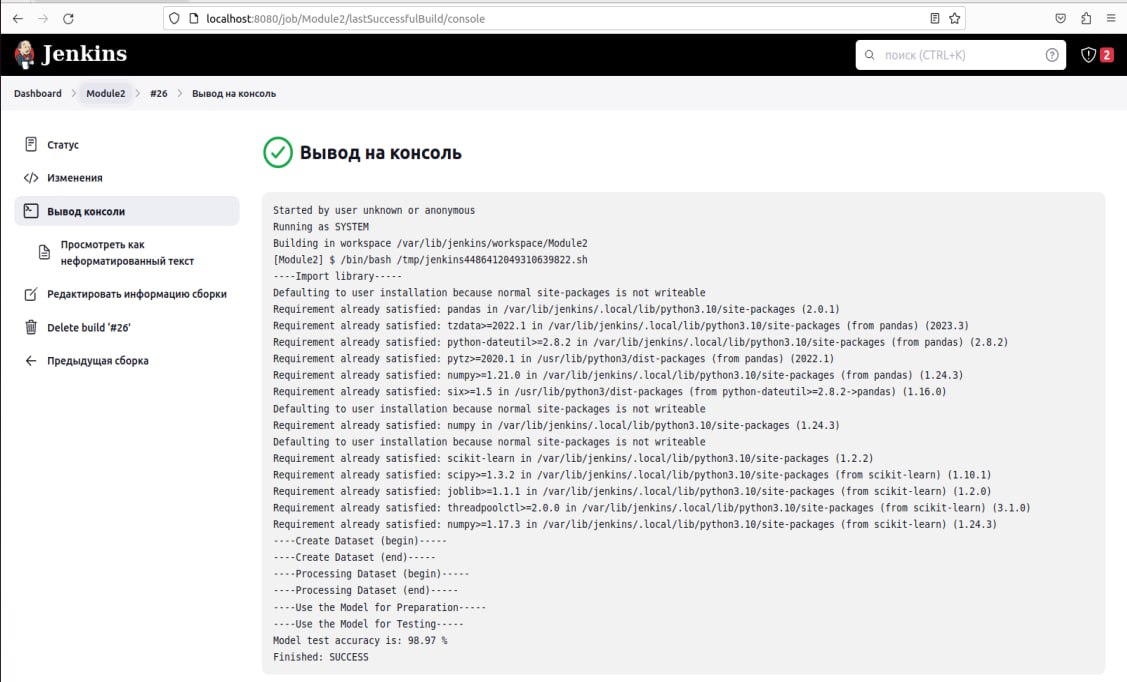 localhost:8080/job/Module2/lastSuccessfulBuild/console
Jenkins
поиск (CTRL+K)
2
Dashboard > Module2 > #26 > Вывод на консоль
Статус
Изменения
Вывод консоли
Просмотреть как
неформатированный текст
Редактировать информацию сборки
Delete build '#26'
Предыдущая сборка
Вывод на консоль
Started by user unknown or anonymous
Running as SYSTEM
Building in workspace /var/lib/jenkins/workspace/Module2
[Module2] $ /bin/bash /tmp/jenkins4486412049310639822.sh
----Import library-----
Defaulting to user installation because normal site-packages is not writeable
Requirement already satisfied: pandas in /var/lib/jenkins/.local/lib/python3.10/site-packages (2.0.1)
Requirement already satisfied: tzdata>=2022.1 in /var/lib/jenkins/.local/lib/python3.10/site-packages (from pandas) (2023.3)
Requirement already satisfied: python-dateutil>=2.8.2 in /var/lib/jenkins/.local/lib/python3.10/site-packages (from pandas) (2.8.2)
Requirement already satisfied: pytz>=2020.1 in /usr/lib/python3/dist-packages (from pandas) (2022.1)
Requirement already satisfied: numpy>=1.21.0 in /var/lib/jenkins/.local/lib/python3.10/site-packages (from pandas) (1.24.3)
Requirement already satisfied: six>=1.5 in /usr/lib/python3/dist-packages (from python-dateutil>=2.8.2->pandas) (1.16.0)
Defaulting to user installation because normal site-packages is not writeable
Requirement already satisfied: numpy in /var/lib/jenkins/.local/lib/python3.10/site-packages (1.24.3)
Defaulting to user installation because normal site-packages is not writeable
Requirement already satisfied: scikit-learn in /var/lib/jenkins/.local/lib/python3.10/site-packages (1.2.2)
Requirement already satisfied: scipy>=1.3.2 in /var/lib/jenkins/.local/lib/python3.10/site-packages (from scikit-learn) (1.10.1)
Requirement already satisfied: joblib>=1.1.1 in /var/lib/jenkins/.local/lib/python3.10/site-packages (from scikit-learn) (1.2.0)
Requirement already satisfied: threadpoolctl>=2.0.0 in /var/lib/jenkins/.local/lib/python3.10/site-packages (from scikit-learn) (3.1.0)
Requirement already satisfied: numpy>=1.17.3 in /var/lib/jenkins/.local/lib/python3.10/site-packages (from scikit-learn) (1.24.3)
----Create Dataset (begin)-----
----Create Dataset (end)-----
----Processing Dataset (begin)-----
----Processing Dataset (end)-----
----Use the Model for Preparation-----
----Use the Model for Testing-----
Model test accuracy is: 98.97 %
Finished: SUCCESS